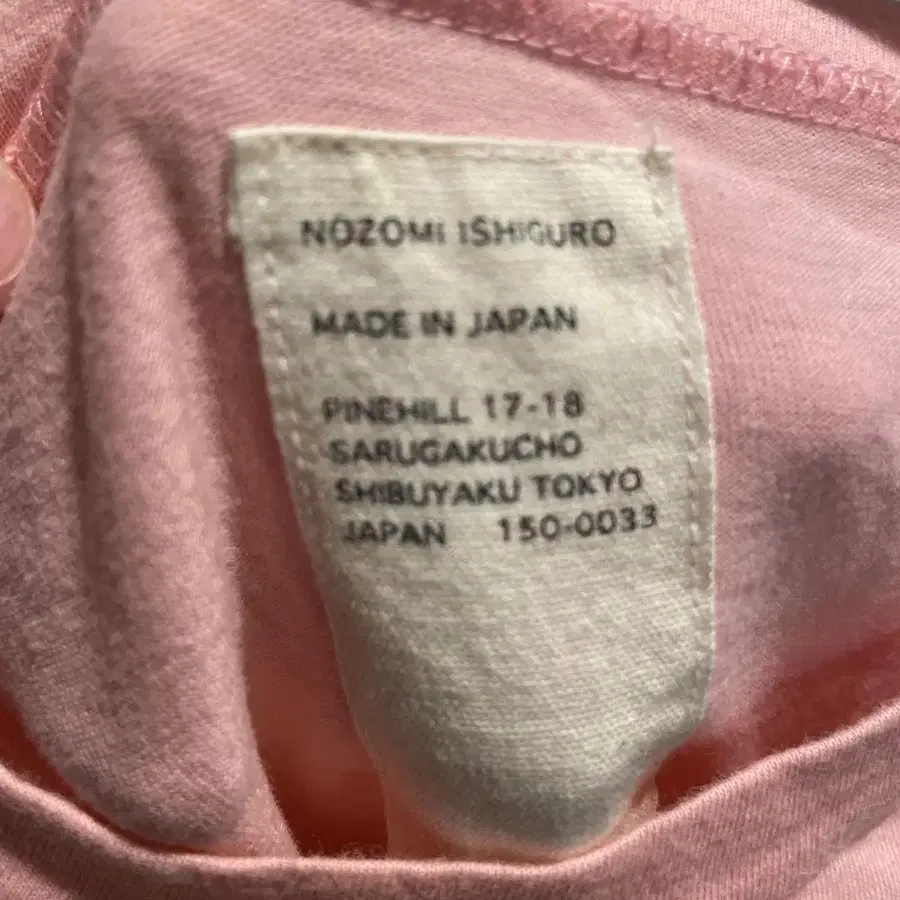 NOZOMI ISHIGURO
MADE IN JAPAN
PINEHILL 17-18
SARUGAKUCHO
SHIBUYAKU TOKYO
JAPAN 150-0033